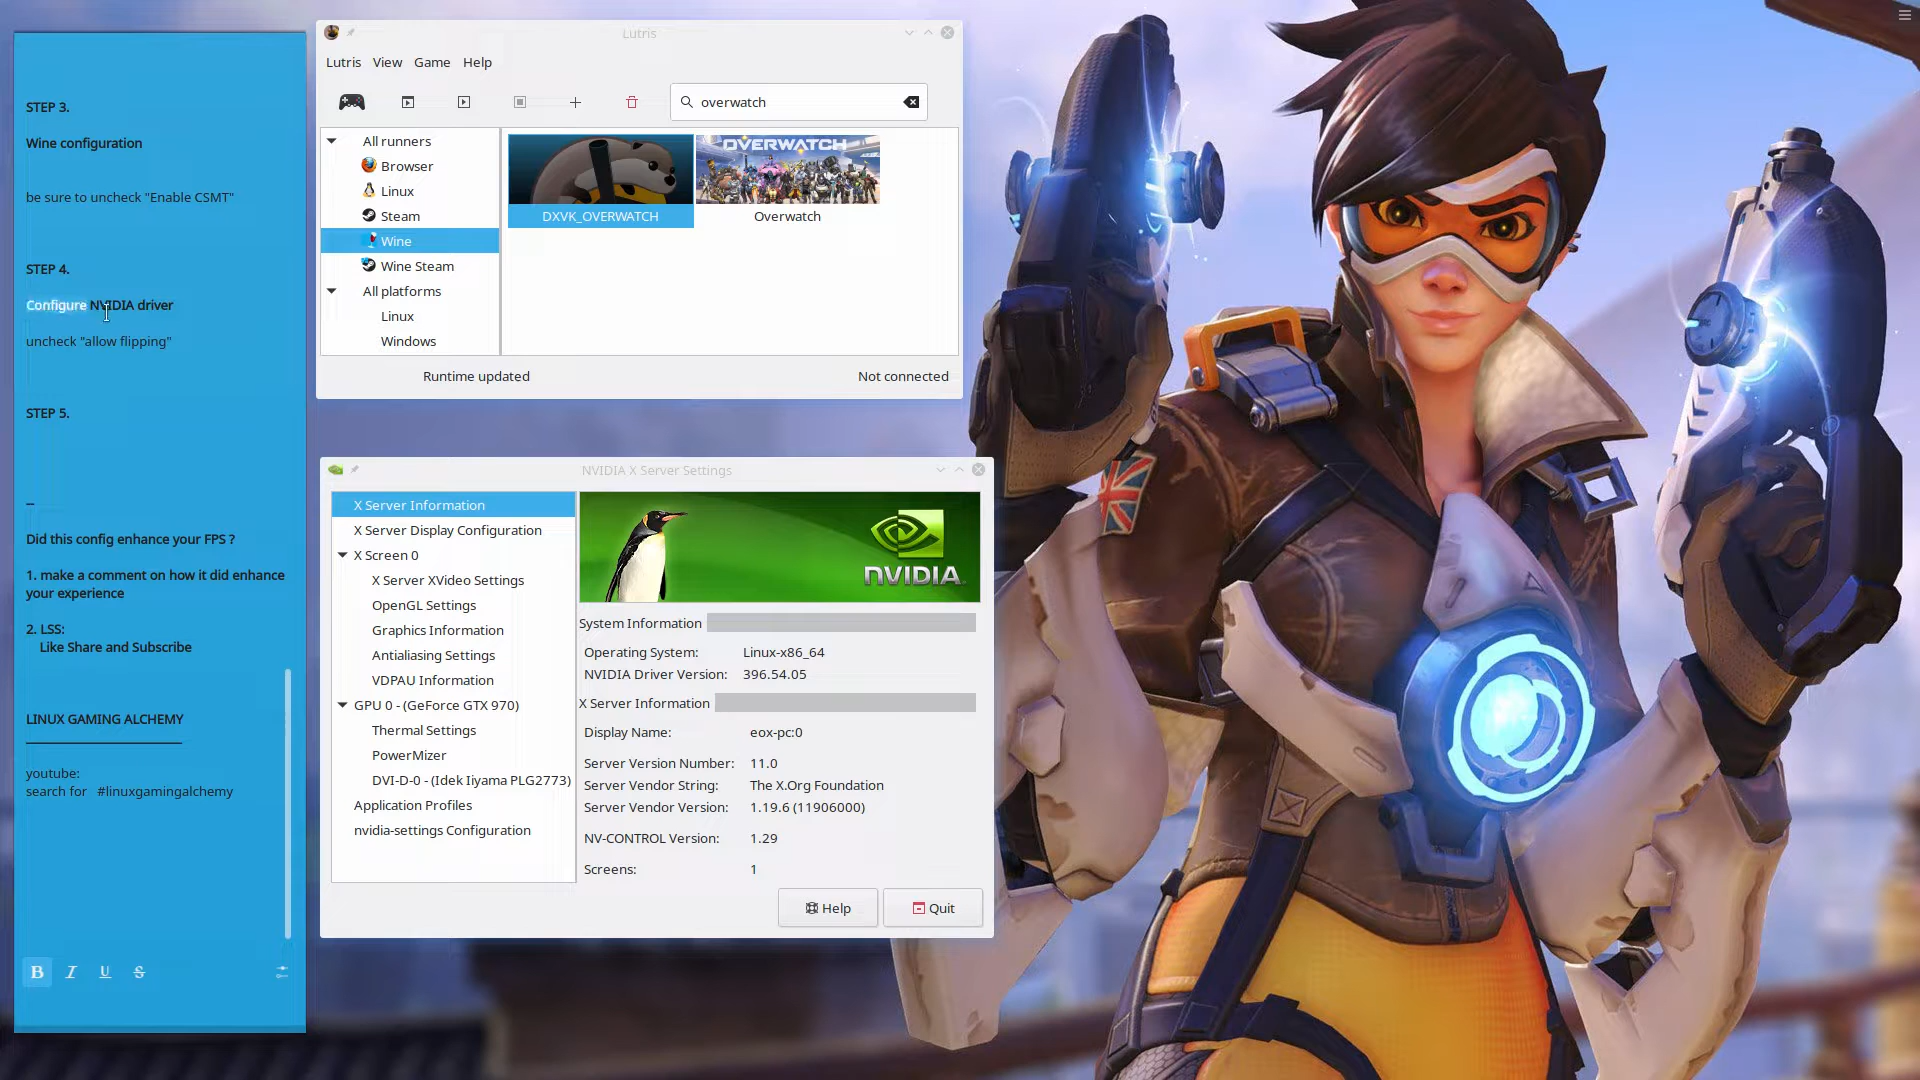 STEP 3.
Wine configuration
be sure to uncheck "Enable CSMT"
STEP 4.
Configure NVIDIA driver
uncheck "allow flipping"
STEP 5.
–
Did this config enhance your FPS ?
1. make a comment on how it did enhance
your experience
2. LSS:
Like Share and Subscribe
LINUX GAMING ALCHEMY
youtube:
search for #linuxgamingalchemy
B I U S
Lutris
Lutris View Game Help
overwatch
All runners
Browser
Linux
Steam
Wine
Wine Steam
All platforms
Linux
Windows
OVERWATCH
DXVK_OVERWATCH
Overwatch
Runtime updated
Not connected
NVIDIA X Server Settings
X Server Information
X Server Display Configuration
X Screen 0
X Server XVideo Settings
OpenGL Settings
Graphics Information
Antialiasing Settings
VDPAU Information
GPU 0 - (GeForce GTX 970)
Thermal Settings
PowerMizer
DVI-D-0 - (Idek Iiyama PLG2773)
Application Profiles
nvidia-settings Configuration
NVIDIA
System Information
Operating System: Linux-x86_64
NVIDIA Driver Version: 396.54.05
X Server Information
Display Name: eox-pc:0
Server Version Number: 11.0
Server Vendor String: The X.Org Foundation
Server Vendor Version: 1.19.6 (11906000)
NV-CONTROL Version: 1.29
Screens: 1
Help
Quit